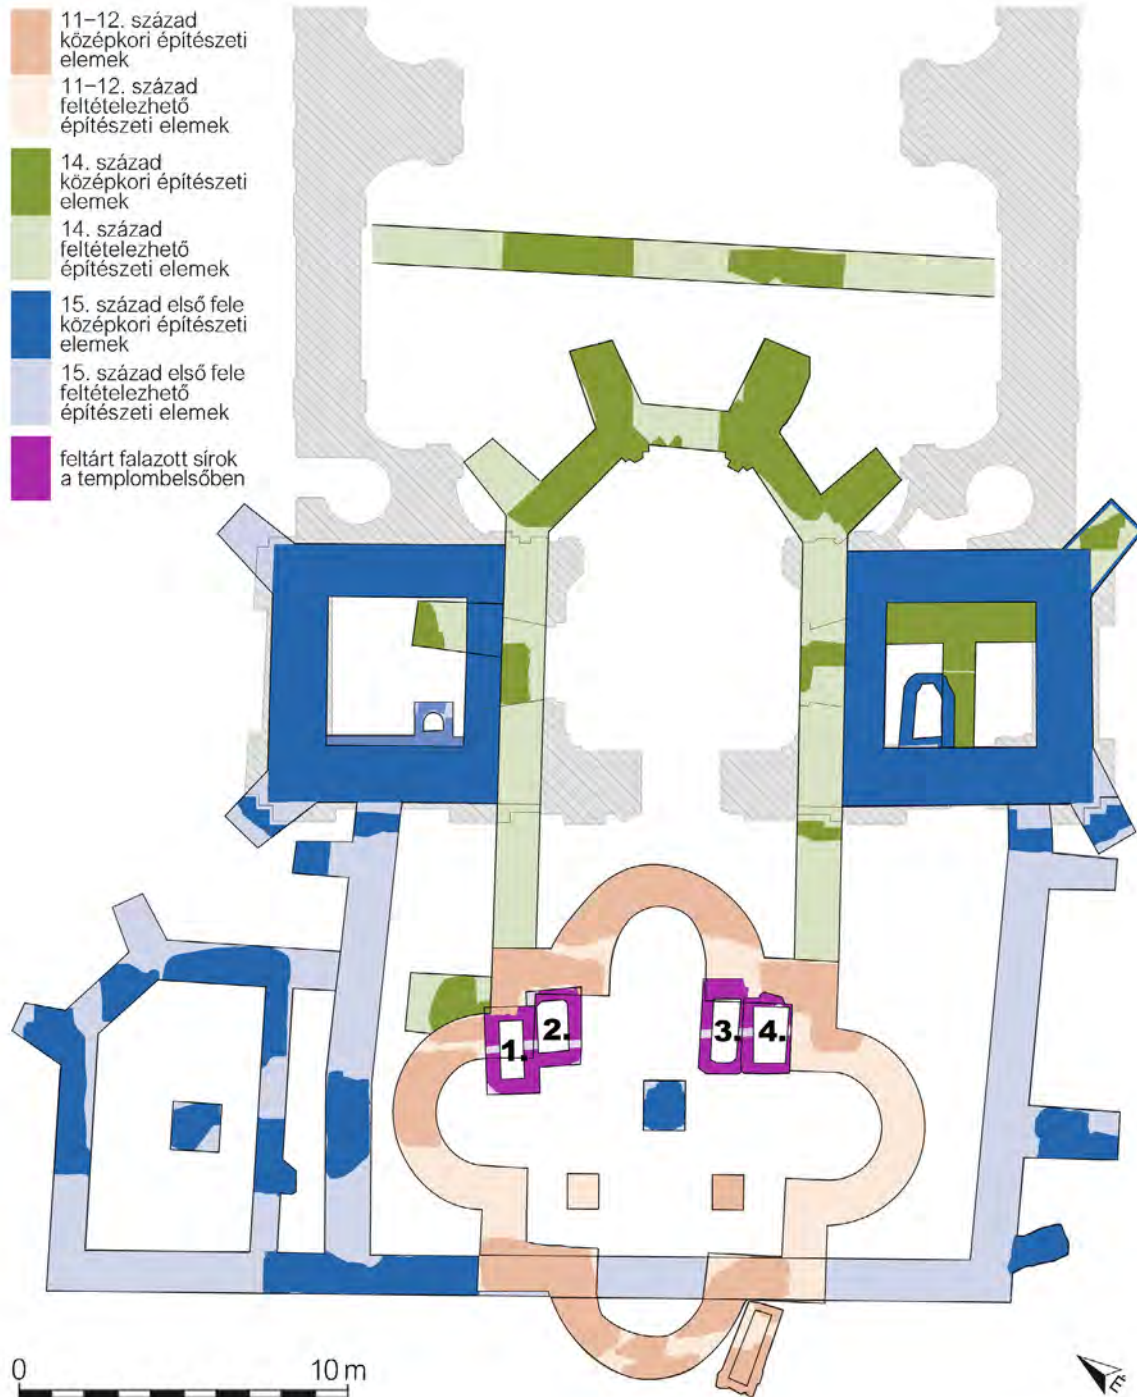 11–12. század
középkori építészeti
elemek
11–12. század
feltételezhető
építészeti elemek
14. század
középkori építészeti
elemek
14. század
feltételezhető
építészeti elemek
15. század első fele
középkori építészeti
elemek
15. század első fele
feltételezhető
építészeti elemek
feltárt falazott sírok
a templombelsőben
1.
2.
3.
4.
0 10 m
É